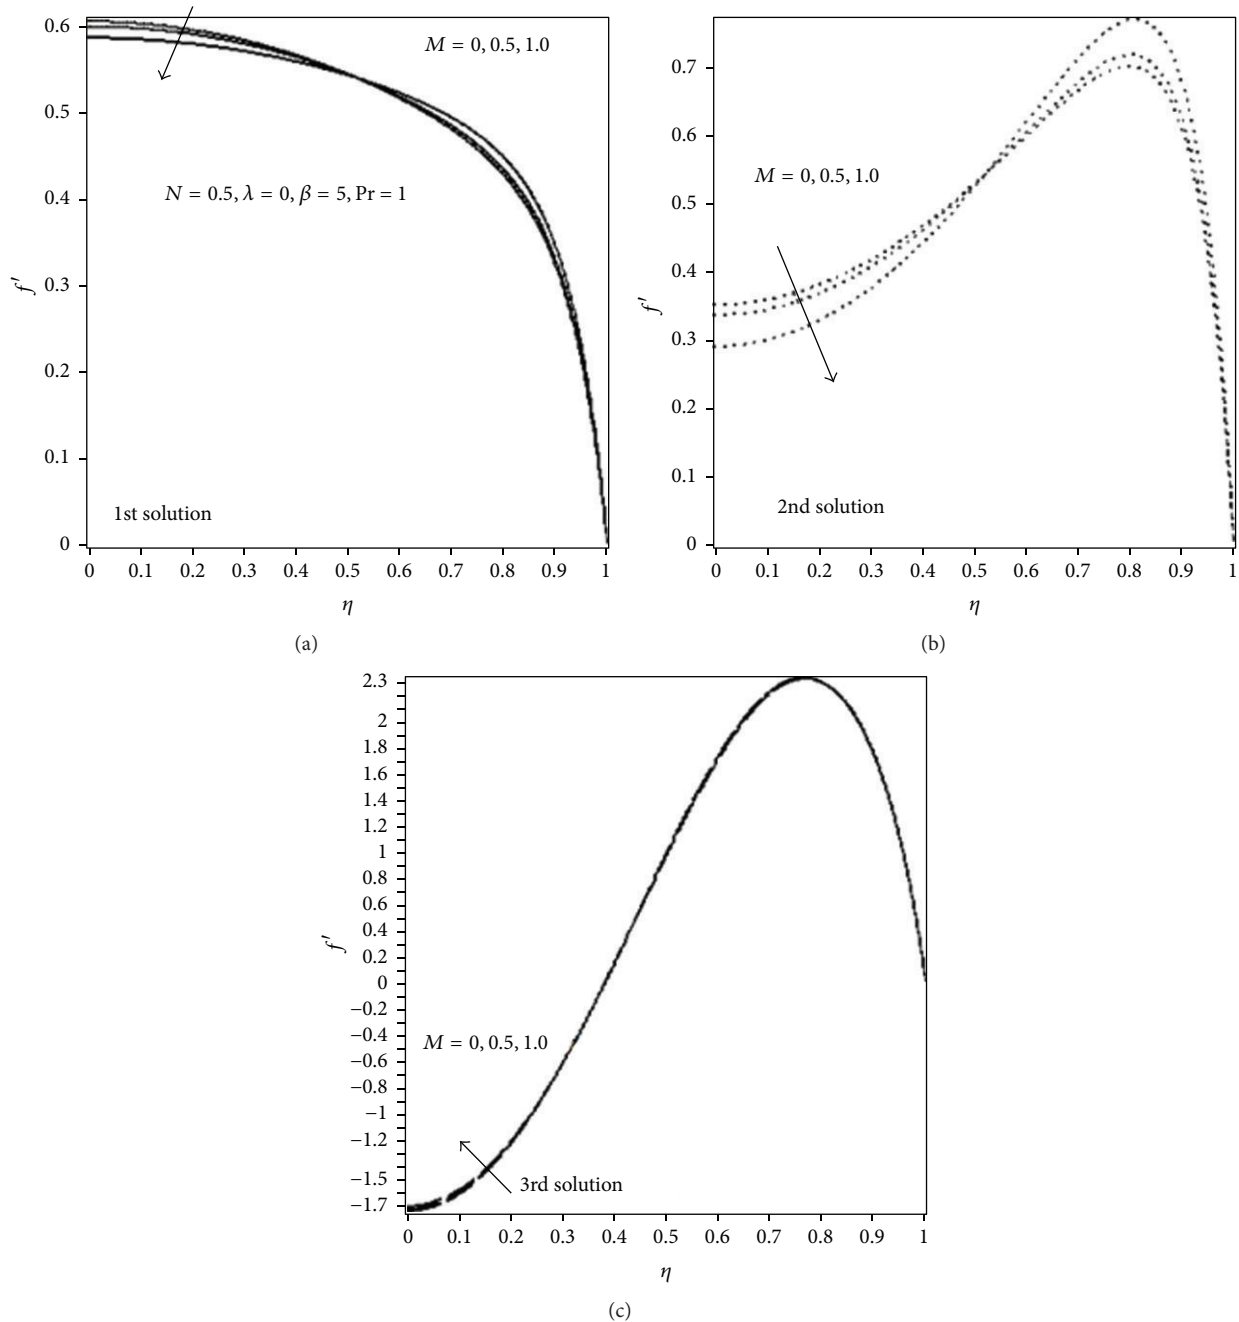 0.6
0.5
0.4
0.3
0.2
0.1
0
f′
M = 0, 0.5, 1.0
N = 0.5, λ = 0, β = 5, Pr = 1
1st solution
0 0.1 0.2 0.3 0.4 0.5 0.6 0.7 0.8 0.9 1
η
(a)
0.7
0.6
0.5
0.4
0.3
0.2
0.1
0
f′
M = 0, 0.5, 1.0
2nd solution
0 0.1 0.2 0.3 0.4 0.5 0.6 0.7 0.8 0.9 1
η
(b)
2.3
2
1.8
1.6
1.4
1.2
1
0.8
0.6
0.4
0.2
0
−0.2
−0.4
−0.6
−0.8
−1
−1.2
−1.5
−1.7
f′
M = 0, 0.5, 1.0
3rd solution
0 0.1 0.2 0.3 0.4 0.5 0.6 0.7 0.8 0.9 1
η
(c)